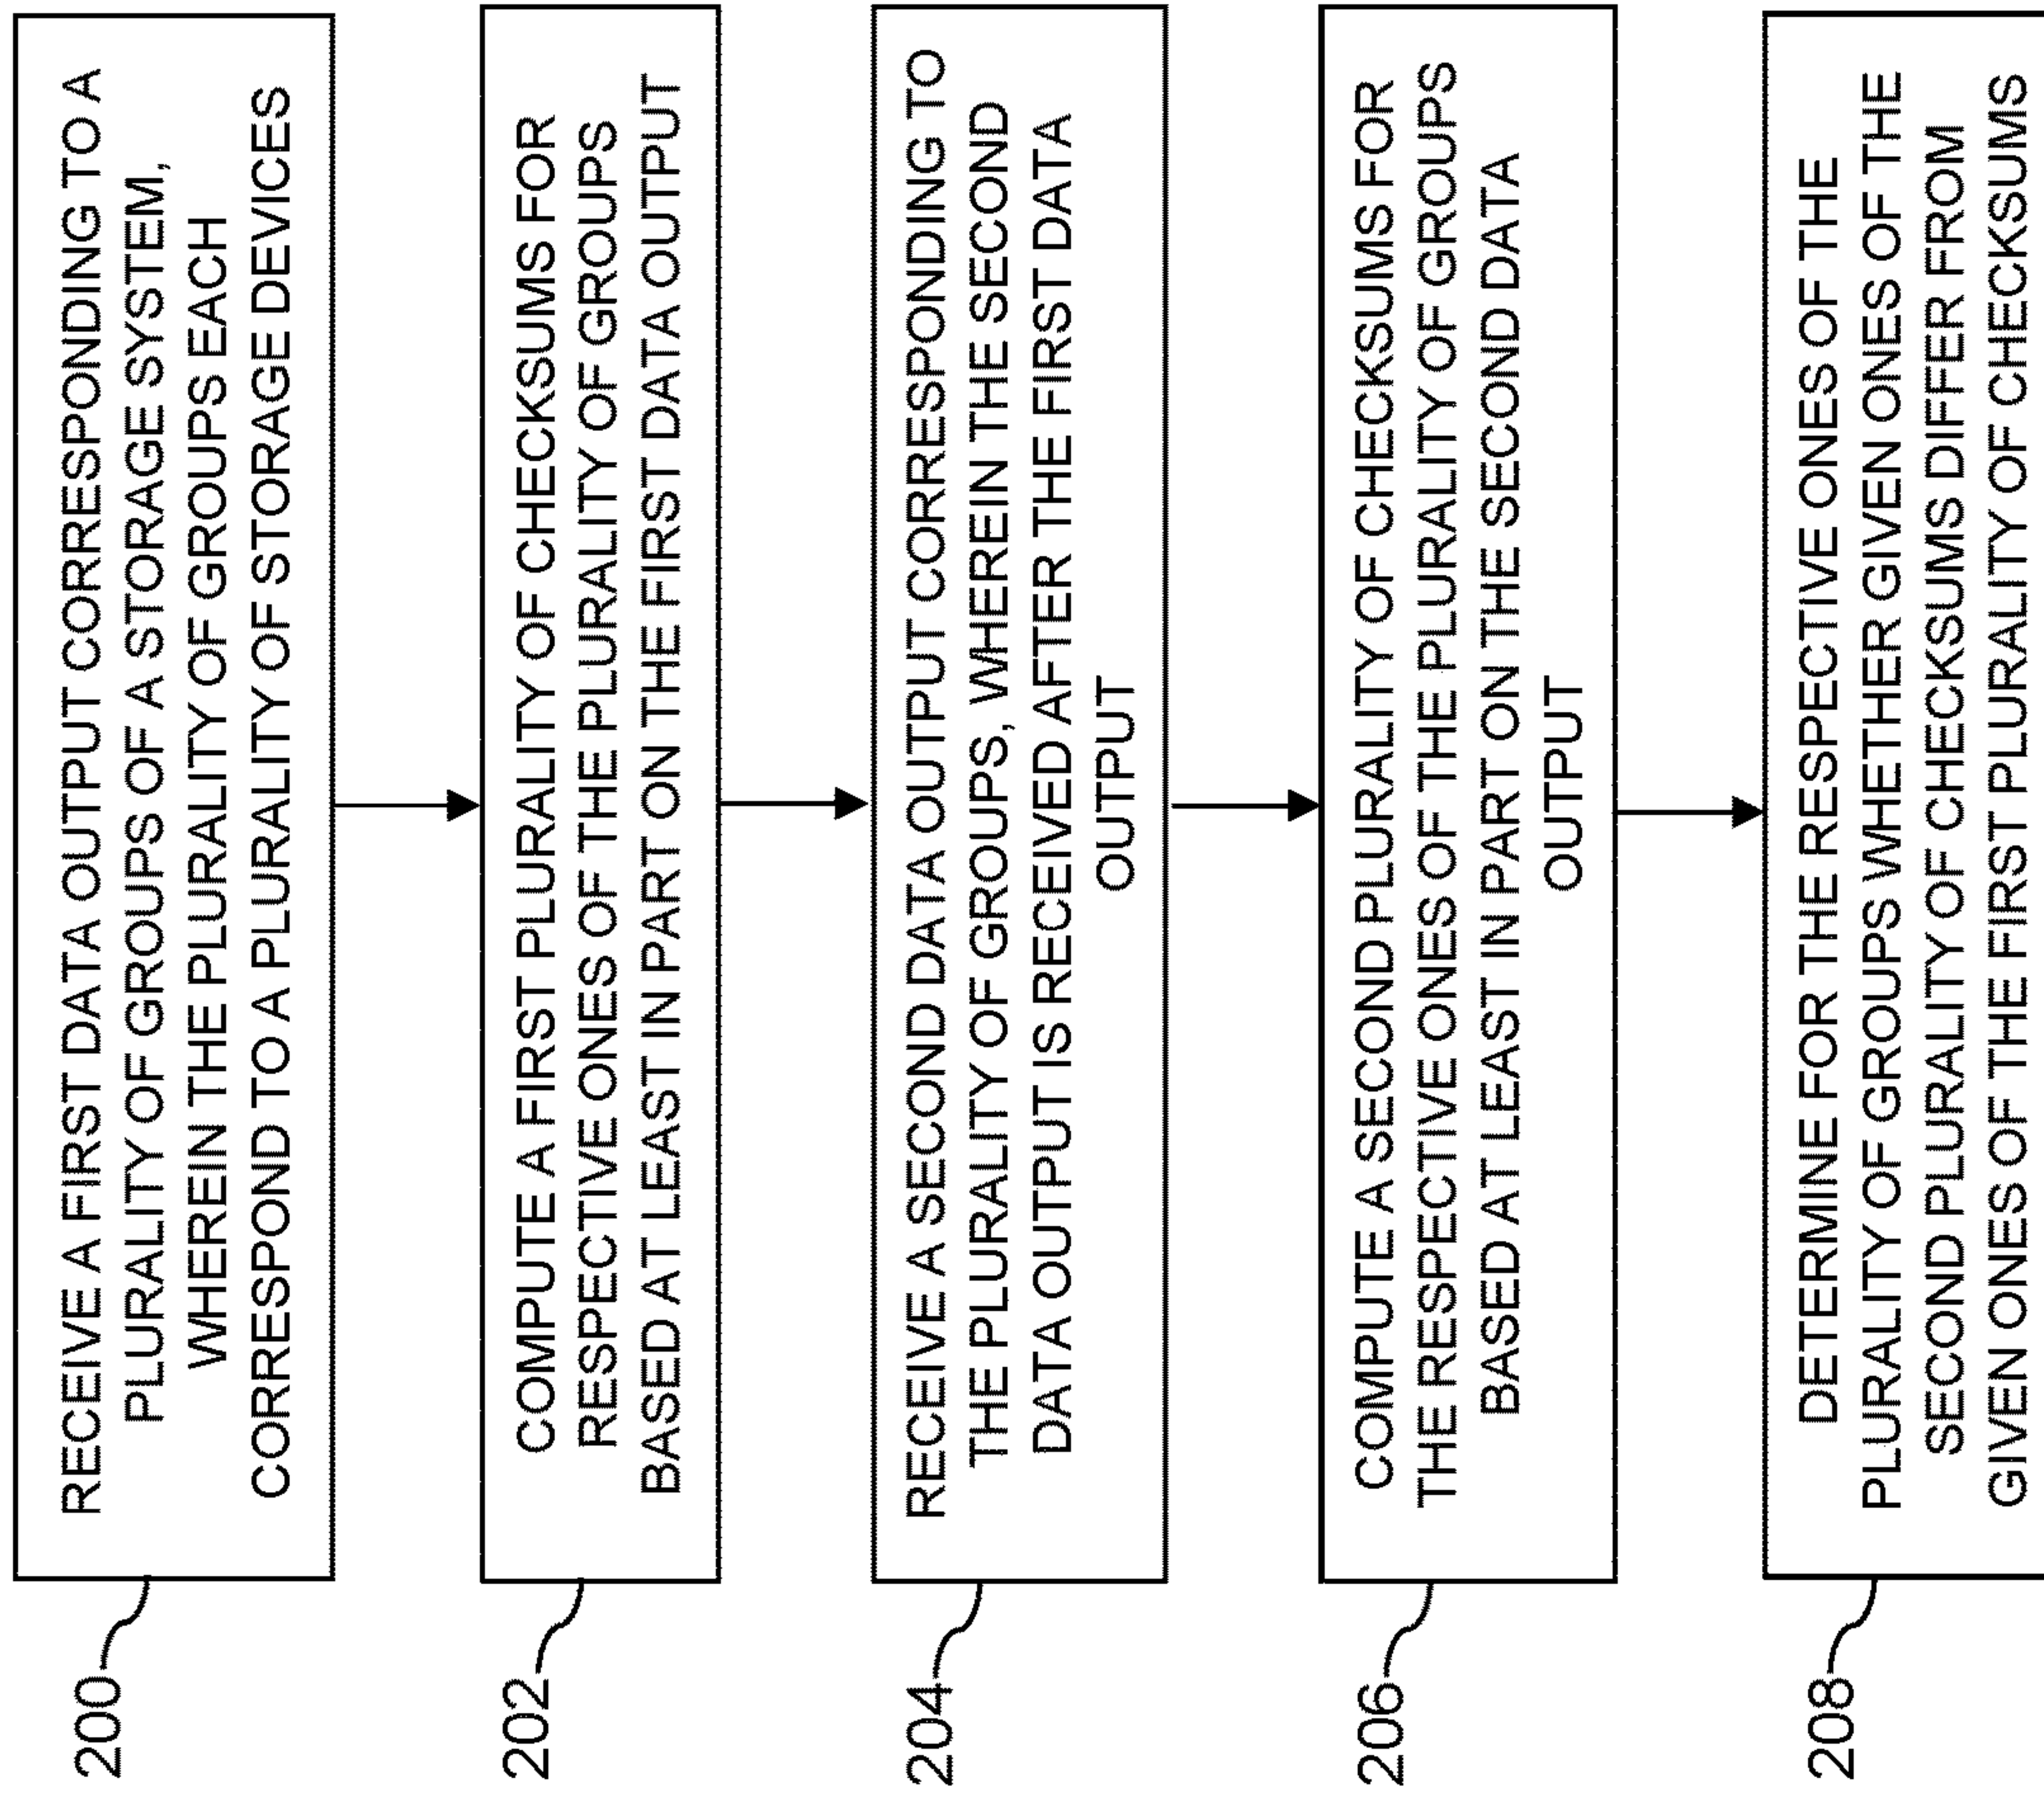 200
RECEIVE A FIRST DATA OUTPUT CORRESPONDING TO A
PLURALITY OF GROUPS OF A STORAGE SYSTEM,
WHEREIN THE PLURALITY OF GROUPS EACH
CORRESPOND TO A PLURALITY OF STORAGE DEVICES
202
COMPUTE A FIRST PLURALITY OF CHECKSUMS FOR
RESPECTIVE ONES OF THE PLURALITY OF GROUPS
BASED AT LEAST IN PART ON THE FIRST DATA OUTPUT
204
RECEIVE A SECOND DATA OUTPUT CORRESPONDING TO
THE PLURALITY OF GROUPS, WHEREIN THE SECOND
DATA OUTPUT IS RECEIVED AFTER THE FIRST DATA
OUTPUT
206
COMPUTE A SECOND PLURALITY OF CHECKSUMS FOR
THE RESPECTIVE ONES OF THE PLURALITY OF GROUPS
BASED AT LEAST IN PART ON THE SECOND DATA
OUTPUT
208
DETERMINE FOR THE RESPECTIVE ONES OF THE
PLURALITY OF GROUPS WHETHER GIVEN ONES OF THE
SECOND PLURALITY OF CHECKSUMS DIFFER FROM
GIVEN ONES OF THE FIRST PLURALITY OF CHECKSUMS